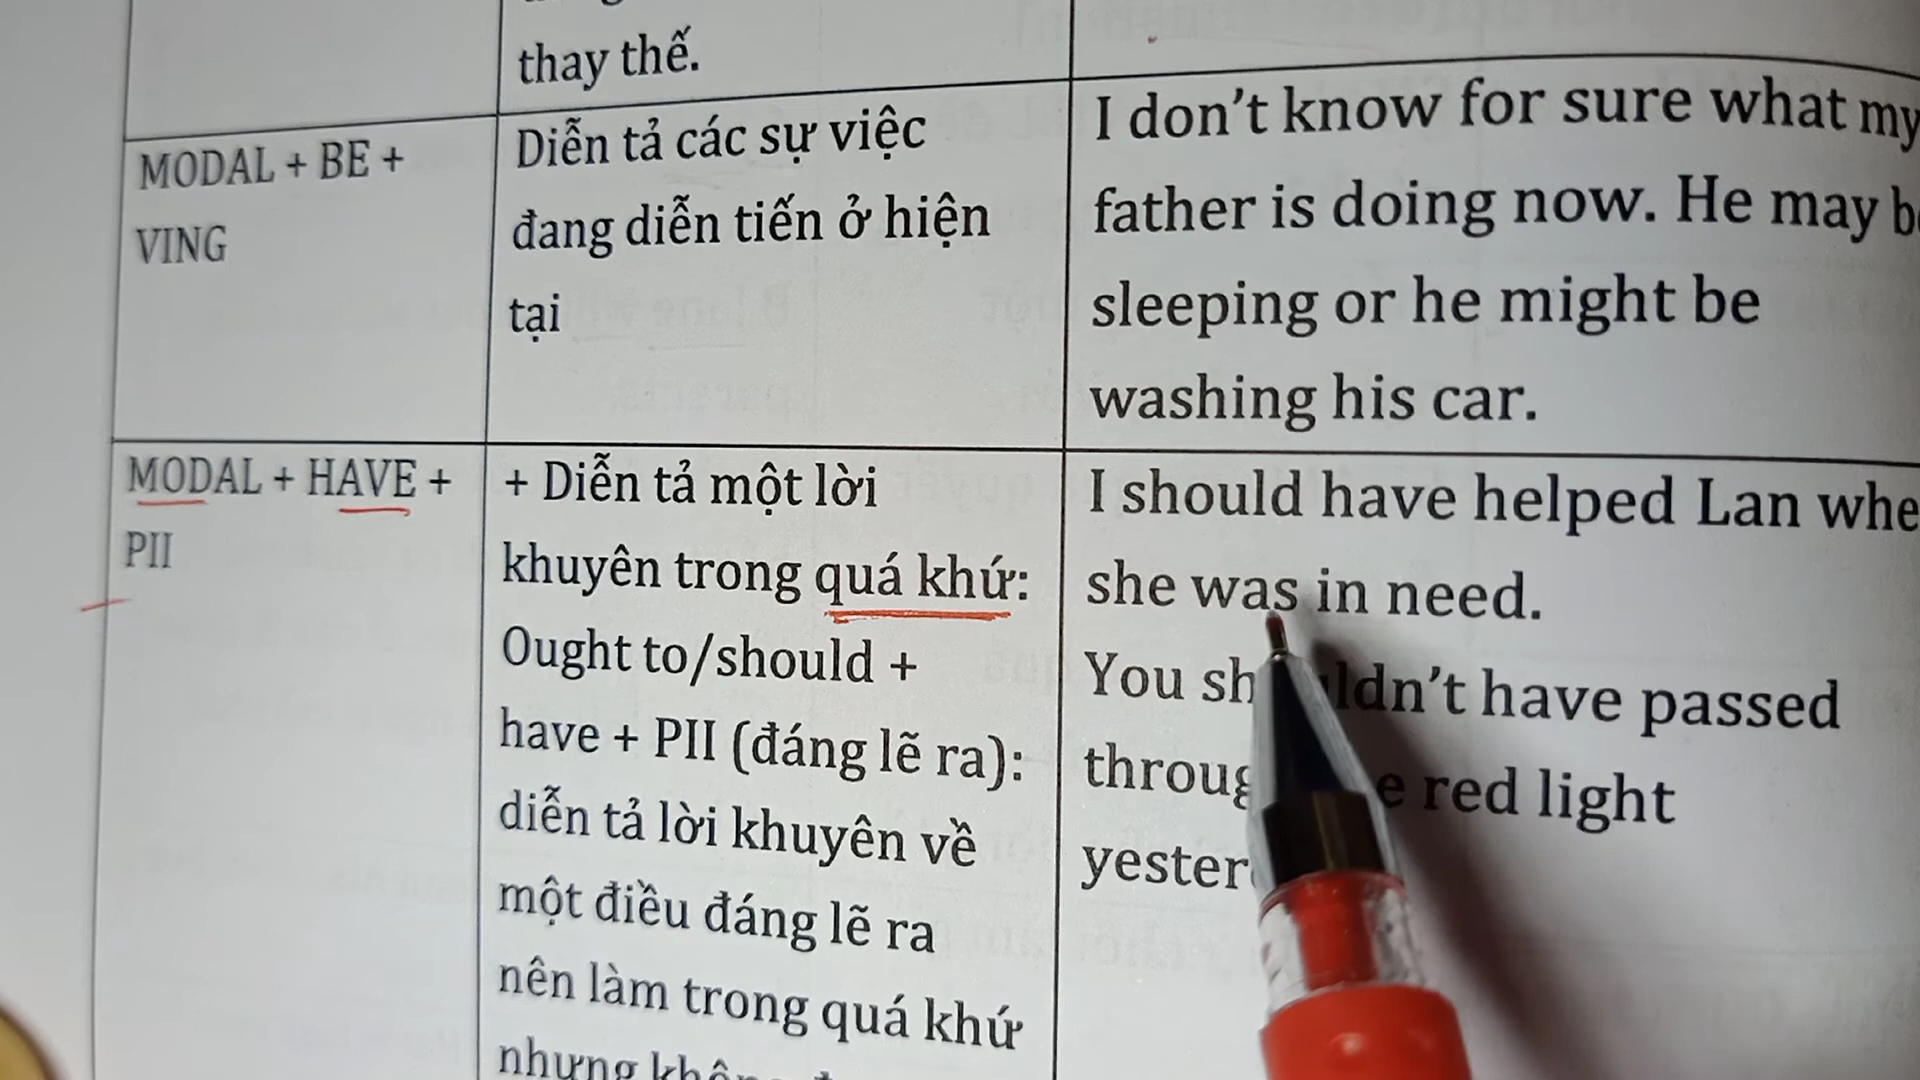 thay thế.
MODAL + BE +
VING
Diễn tả các sự việc
đang diễn tiến ở hiện
tại
I don't know for sure what my
father is doing now. He may
sleeping or he might be
washing his car.
MODAL + HAVE +
PII
+ Diễn tả một lời
khuyên trong quá khứ:
Ought to/should +
have + PII (đáng lẽ ra):
diễn tả lời khuyên về
một điều đáng lẽ ra
nên làm trong quá khứ
nhưng
I should have helped Lan
she was in need.
You have passed
red light